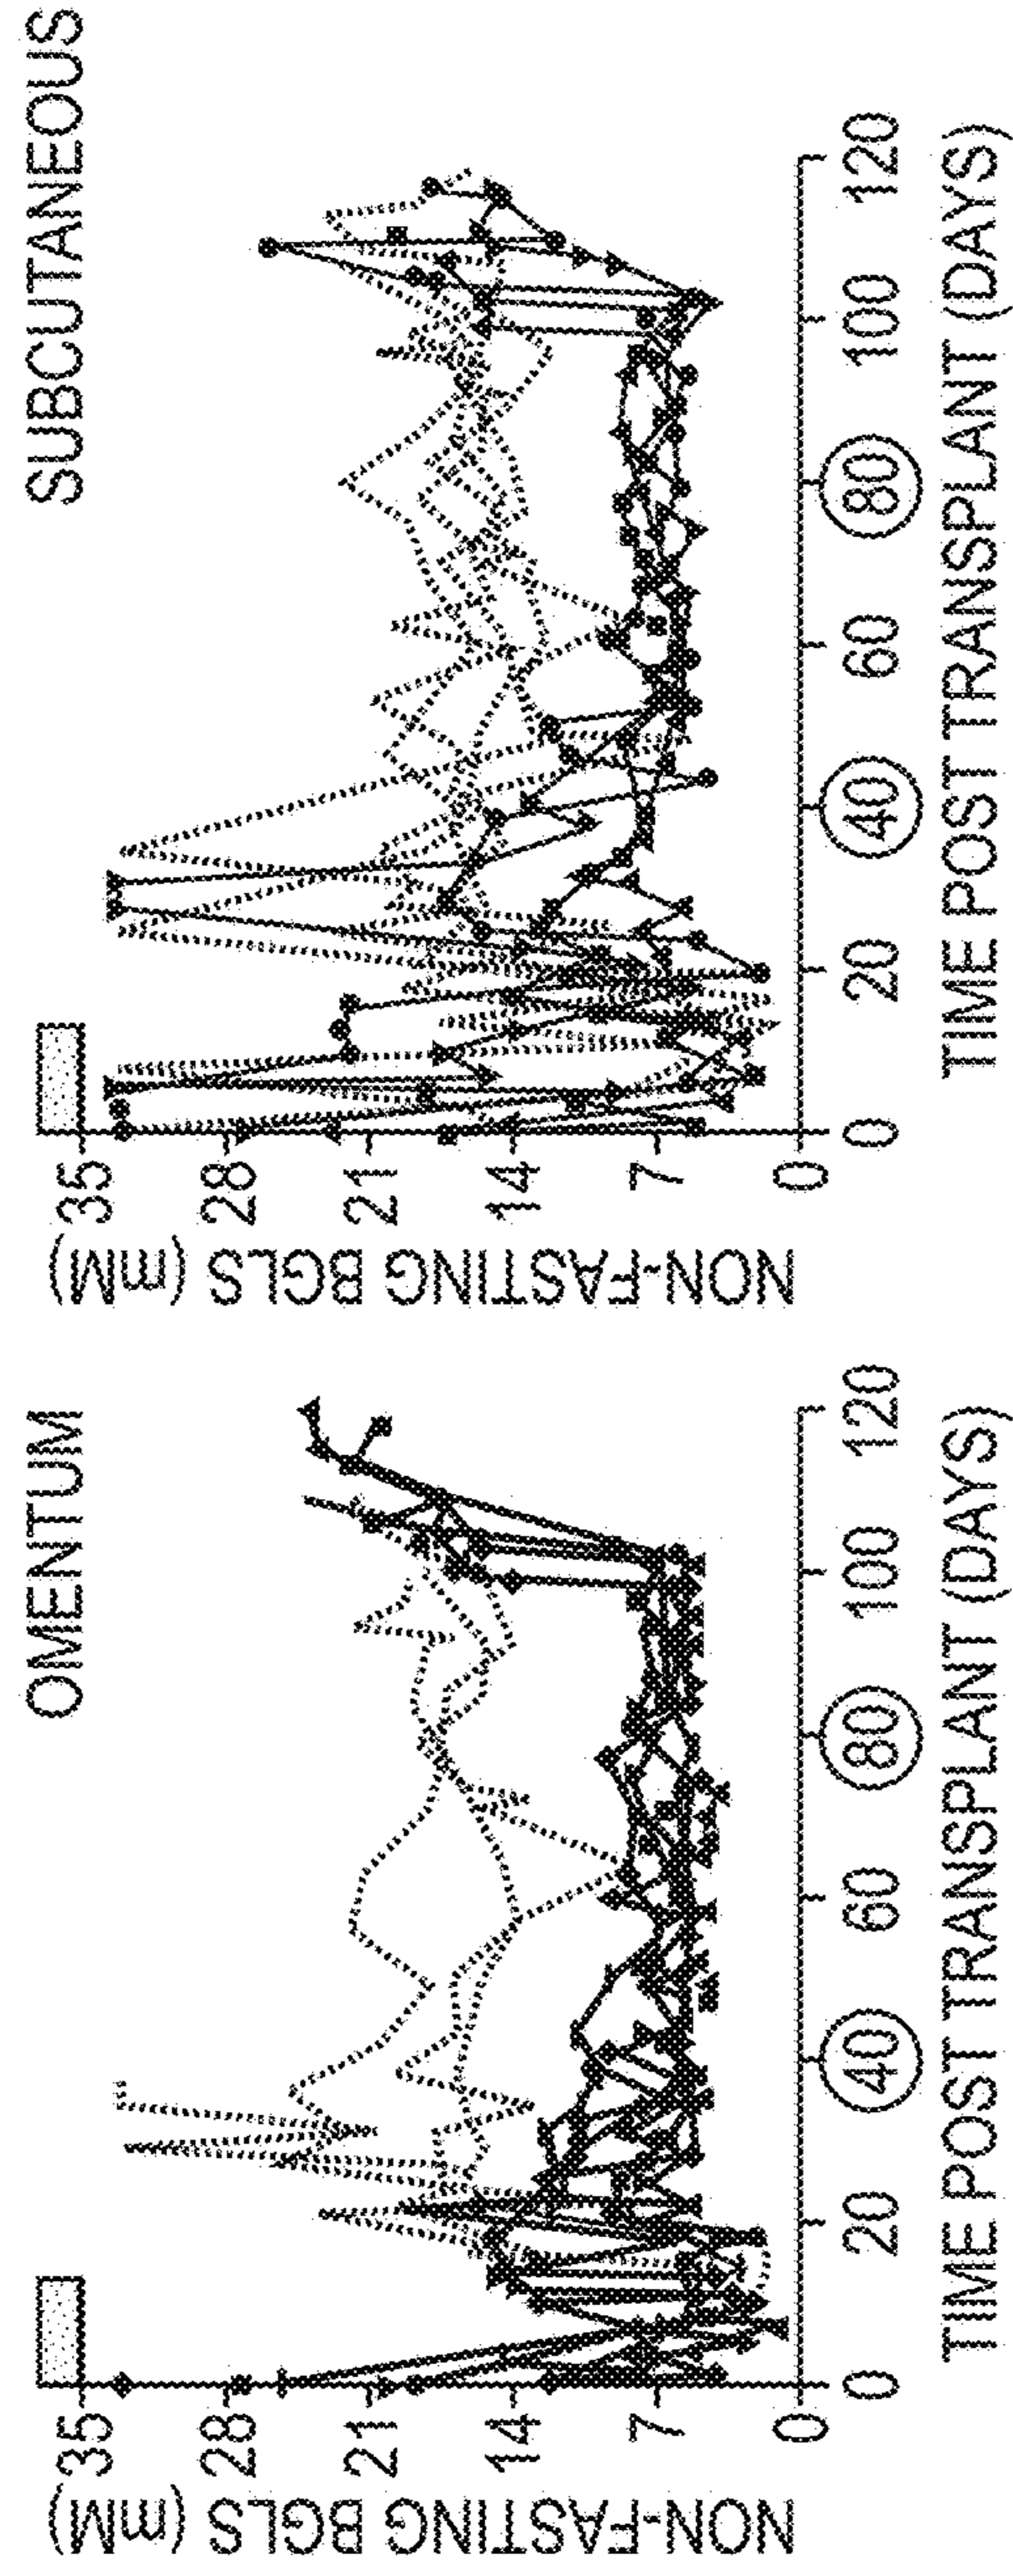 OMENTUM
NON-FASTING BGLS (mM)
35
28
21
14
7
0
0 20 40 60 80 100 120
TIME POST TRANSPLANT (DAYS)
SUBCUTANEOUS
NON-FASTING BGLS (mM)
35
28
21
14
7
0
0 20 40 60 80 100 120
TIME POST TRANSPLANT (DAYS)